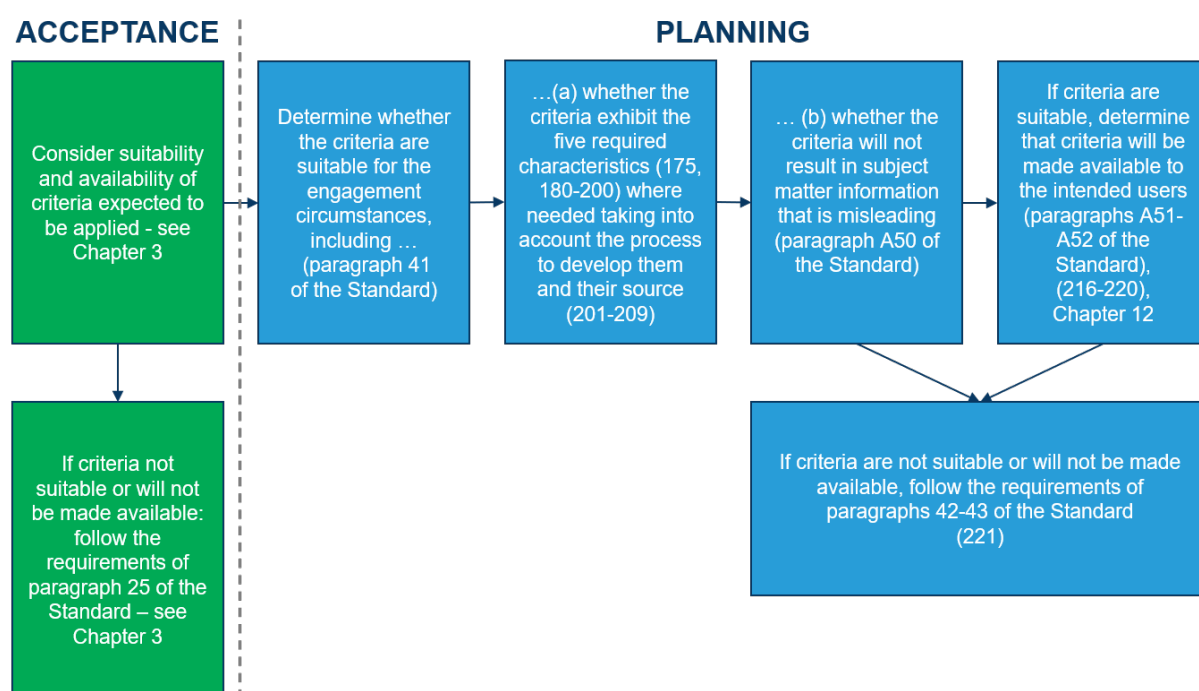 ACCEPTANCE
PLANNING
Consider suitability
and availability of
criteria expected to
be applied - see
Chapter 3
Determine whether
the criteria are
suitable for the
engagement
circumstances,
including …
(paragraph 41
of the Standard)
…(a) whether the
criteria exhibit the
five required
characteristics (175,
180-200) where
needed taking into
account the process
to develop them
and their source
(201-209)
… (b) whether the
criteria will not
result in subject
matter information
that is misleading
(paragraph A50 of
the Standard)
If criteria are
suitable, determine
that criteria will be
made available to
the intended users
(paragraphs A51-
A52 of the
Standard),
(216-220),
Chapter 12
If criteria not
suitable or will not
be made available:
follow the
requirements of
paragraph 25 of the
Standard – see
Chapter 3
If criteria are not suitable or will not be made
available, follow the requirements of
paragraphs 42-43 of the Standard
(221)